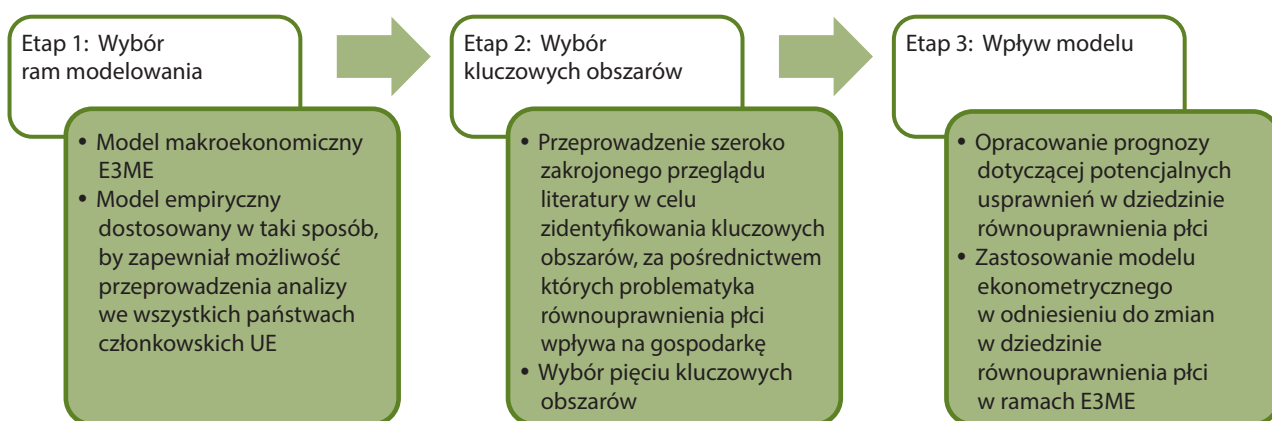 Etap 1: Wybór
ram modelowania
• Model makroekonomiczny
E3ME
• Model empiryczny
dostosowany w taki sposób,
by zapewniał możliwość
przeprowadzenia analizy
we wszystkich państwach
członkowskich UE
Etap 2: Wybór
kluczowych obszarów
• Przeprowadzenie szeroko
zakrojonego przeglądu
literatury w celu
zidentyfikowania kluczowych
obszarów, za pośrednictwem
których problematyka
równouprawnienia płci
wpływa na gospodarkę
• Wybór pięciu kluczowych
obszarów
Etap 3: Wpływ modelu
• Opracowanie prognozy
dotyczącej potencjalnych
usprawnień w dziedzinie
równouprawnienia płci
• Zastosowanie modelu
ekonometrycznego
w odniesieniu do zmian
w dziedzinie
równouprawnienia płci
w ramach E3ME